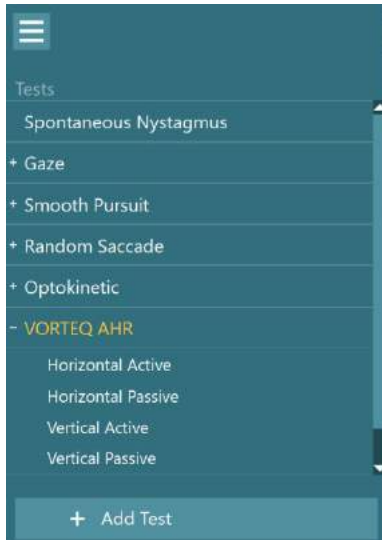 Tests
Spontaneous Nystagmus
+ Gaze
+ Smooth Pursuit
+ Random Saccade
+ Optokinetic
- VORTEQ AHR
Horizontal Active
Horizontal Passive
Vertical Active
Vertical Passive
+ Add Test